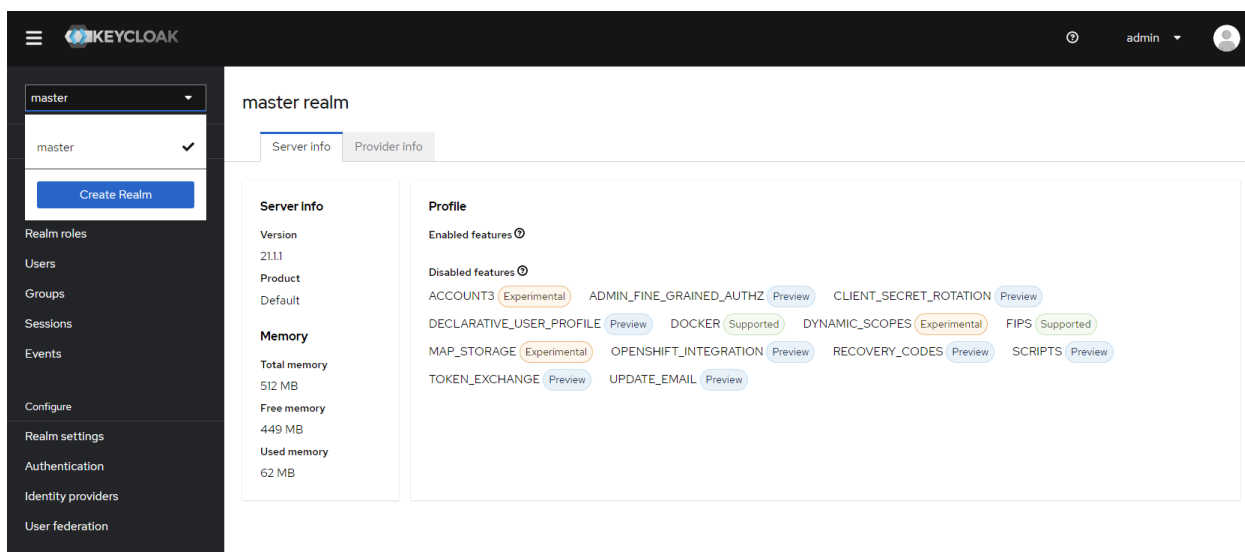 KEYCLOAK
admin
master
master
Create Realm
Realm roles
Users
Groups
Sessions
Events
Configure
Realm settings
Authentication
Identity providers
User federation
master realm
Server info Provider info
Server info
Version
21.1.1
Product
Default
Memory
Total memory
512 MB
Free memory
449 MB
Used memory
62 MB
Profile
Enabled features
Disabled features
ACCOUNT3 Experimental ADMIN_FINE_GRAINED_AUTHZ Preview CLIENT_SECRET_ROTATION Preview
DECLARATIVE_USER_PROFILE Preview DOCKER Supported DYNAMIC_SCOPES Experimental FIPS Supported
MAP_STORAGE Experimental OPENSHIFT_INTEGRATION Preview RECOVERY_CODES Preview SCRIPTS Preview
TOKEN_EXCHANGE Preview UPDATE_EMAIL Preview